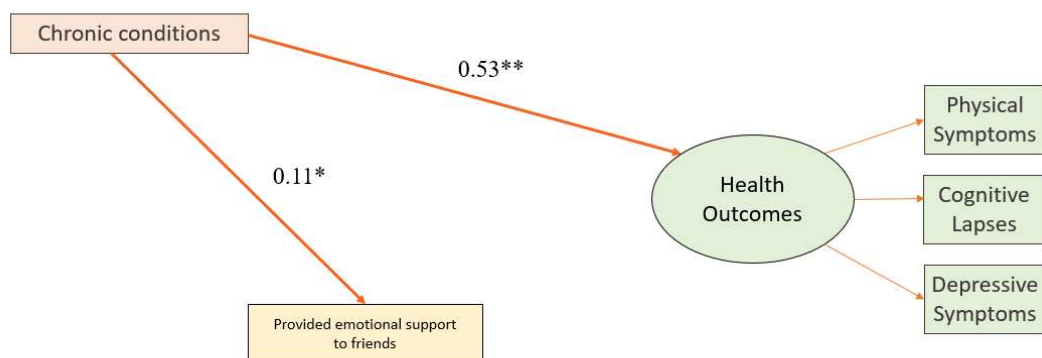 Chronic conditions
0.53**
Physical
Symptoms
0.11*
Health
Outcomes
Cognitive
Lapses
Depressive
Symptoms
Provided emotional support
to friends